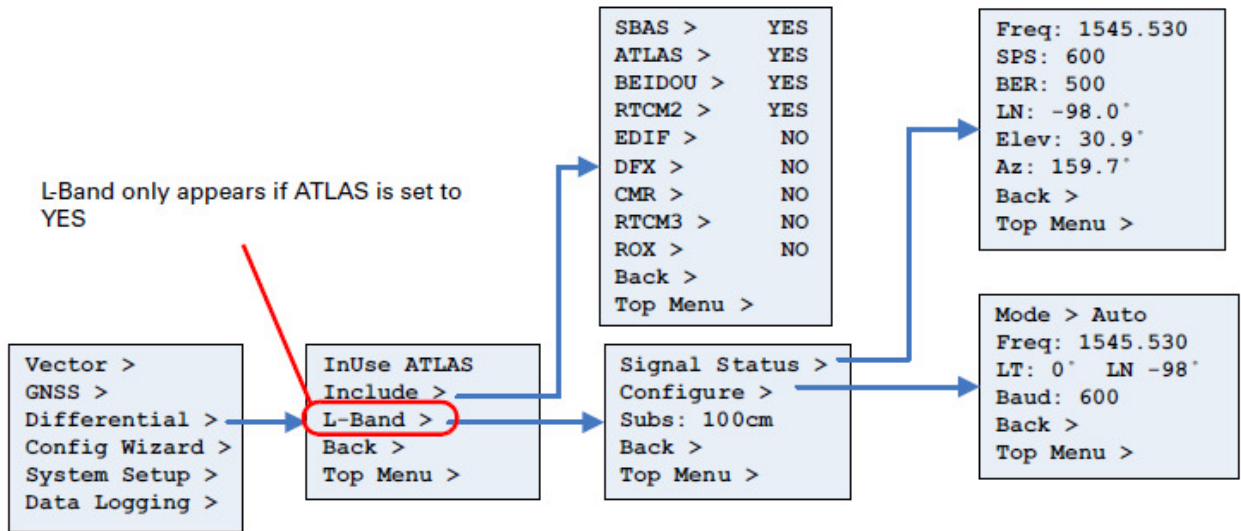 L-Band only appears if ATLAS is set to
YES
Vector >
GNSS >
Differential >
Config Wizard >
System Setup >
Data Logging >
InUse ATLAS
Include >
L-Band >
Back >
Top Menu >
SBAS > YES
ATLAS > YES
BEIDOU > YES
RTCM2 > YES
EDIF > NO
DFX > NO
CMR > NO
RTCM3 > NO
ROX > NO
Back >
Top Menu >
Signal Status >
Configure >
Subs: 100cm
Back >
Top Menu >
Freq: 1545.530
SPS: 600
BER: 500
LN: -98.0°
Elev: 30.9°
Az: 159.7°
Back >
Top Menu >
Mode > Auto
Freq: 1545.530
LT: 0° LN -98°
Baud: 600
Back >
Top Menu >